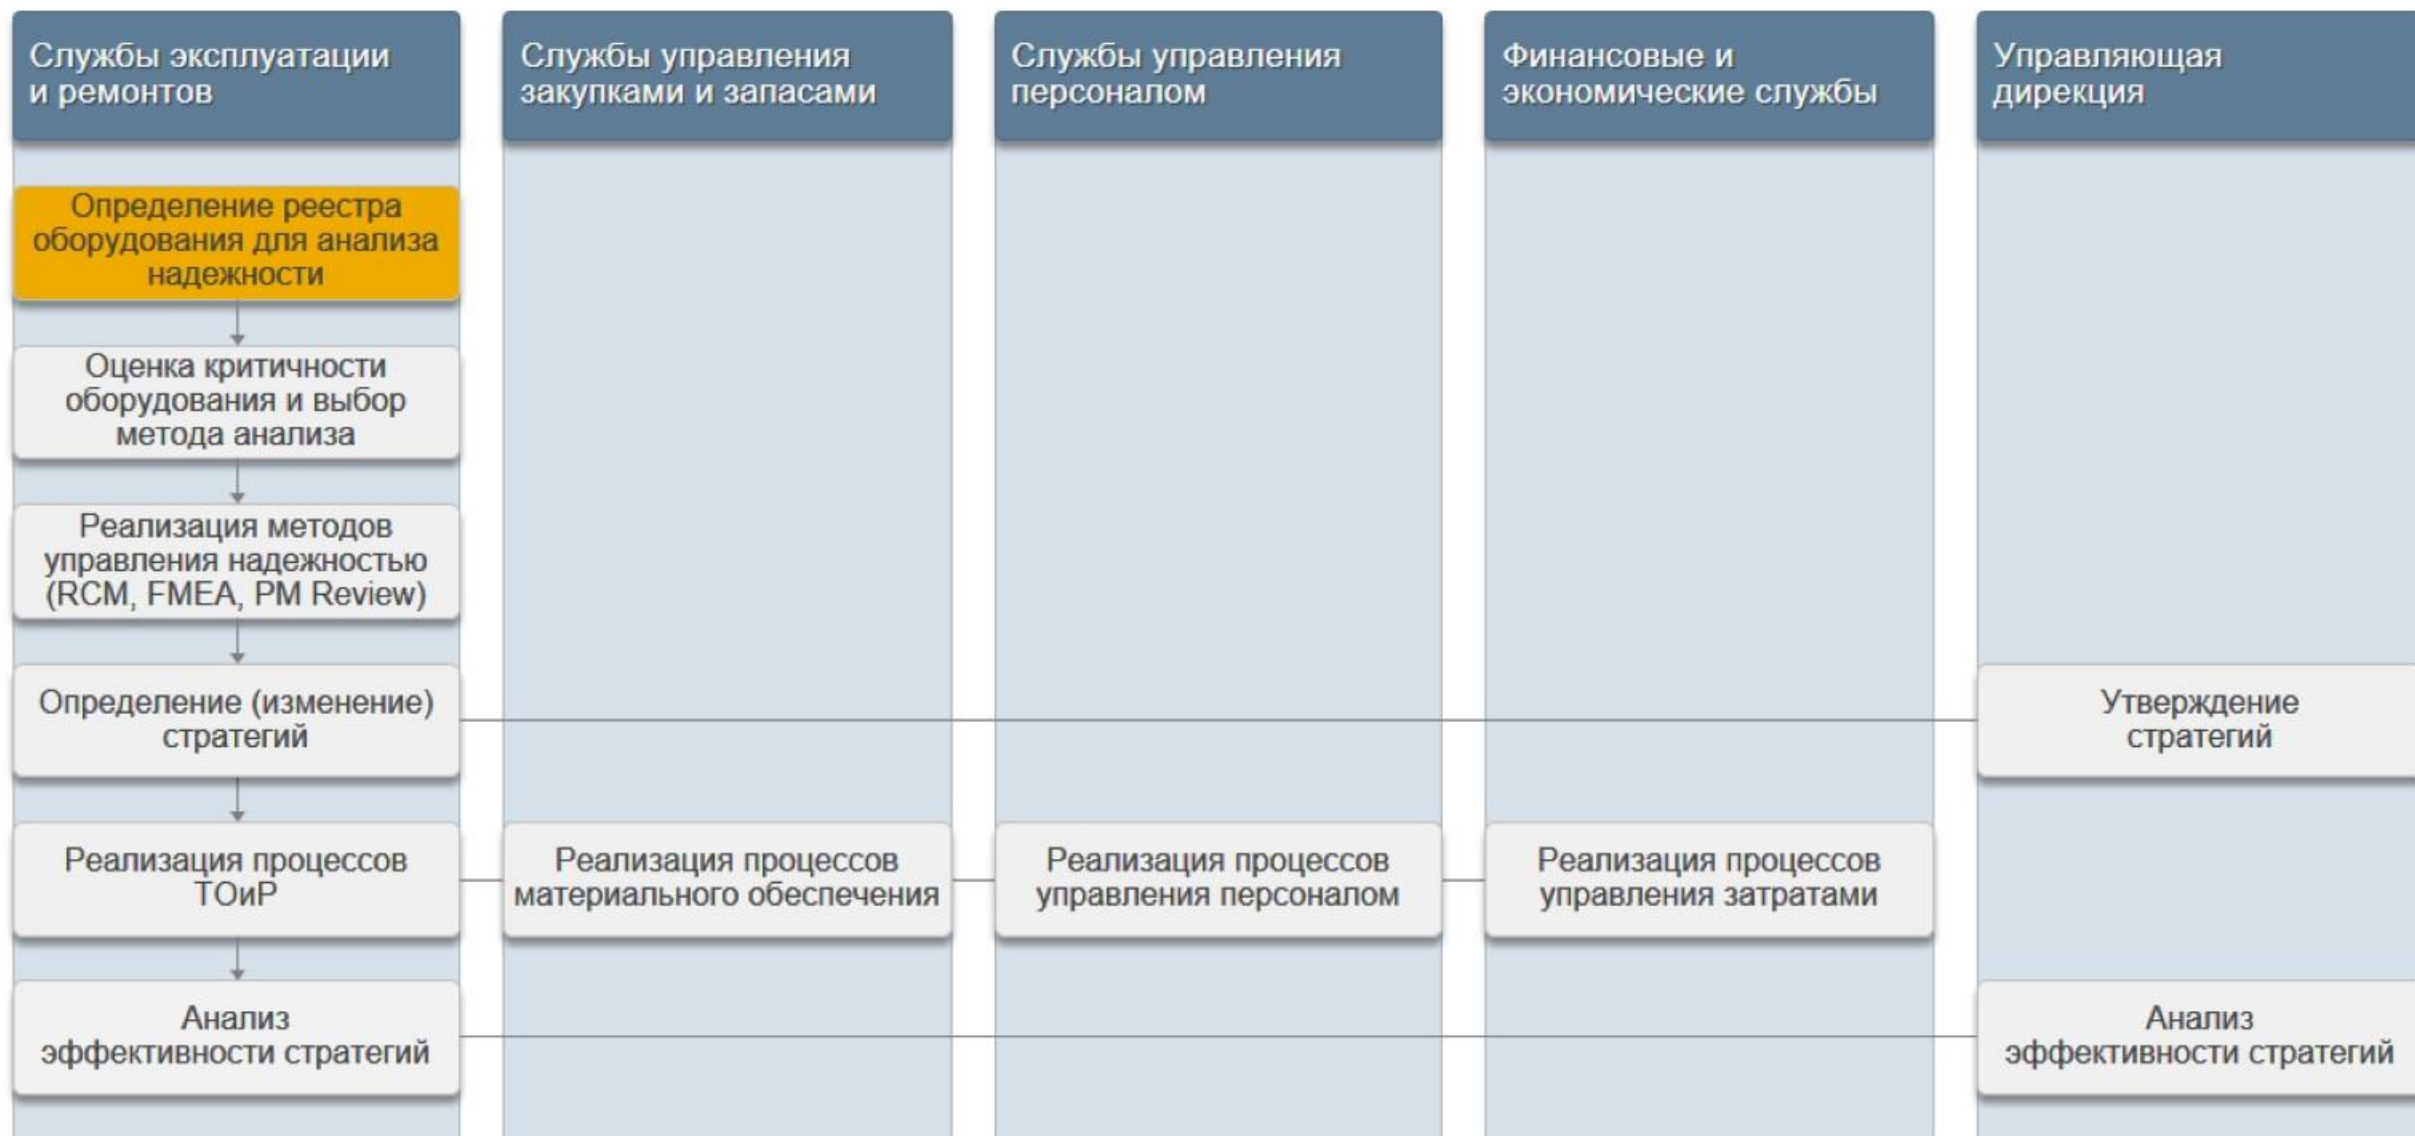 Службы эксплуатации
и ремонтов
Службы управления
закупками и запасами
Службы управления
персоналом
Финансовые и
экономические службы
Управляющая
дирекция
Определение реестра
оборудования для анализа
надежности
Оценка критичности
оборудования и выбор
метода анализа
Реализация методов
управления надежностью
(RCM, FMEA, PM Review)
Определение (изменение)
стратегий
Утверждение
стратегий
Реализация процессов
ТОиР
Реализация процессов
материального обеспечения
Реализация процессов
управления персоналом
Реализация процессов
управления затратами
Анализ
эффективности стратегий
Анализ
эффективности стратегий